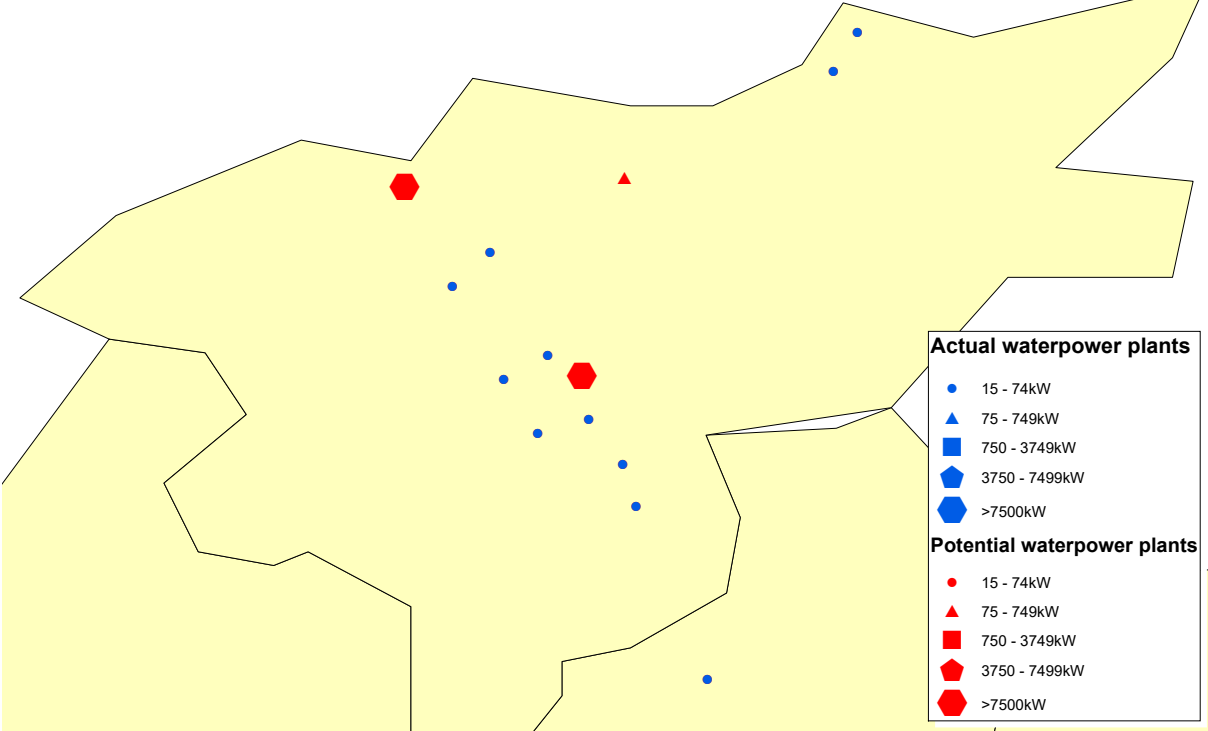 Actual waterpower plants
15 - 74kW
75 - 749kW
750 - 3749kW
3750 - 7499kW
>7500kW
Potential waterpower plants
15 - 74kW
75 - 749kW
750 - 3749kW
3750 - 7499kW
>7500kW